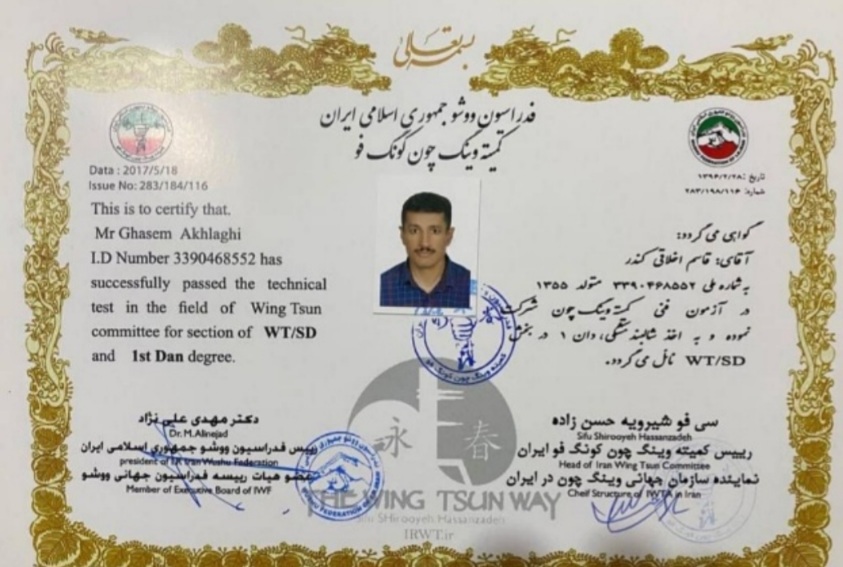 بسمه تعالی
فدراسیون ووشو جمهوری اسلامی ایران
کمیته وینگ چون کونگ فو
Data : 2017/5/18
Issue No: 283/184/116
This is to certify that.
Mr Ghasem Akhlaghi
I.D Number 3390468552 has
successfully passed the technical
test in the field of Wing Tsun
committee for section of WT/SD
and 1st Dan degree.
تاریخ :۱۳۹۶/۲/۲۸
شماره: ۲۸۳/۱۹۸/۱۱۶
گواهی می گردد:
آقای: قاسم اخلاقی کندر
به شماره ملی ۳۳۹۰۴۶۸۵۵۲ متولد ۱۳۵۵
در آزمون فنی کمیته وینگ چون شرکت
نموده و به اخذ شالبند مشکی، دان ۱ در بخش
WT/SD نائل می گردد.
دکتر مهدی علی نژاد
Dr. M.Alinejad
رییس فدراسیون ووشو جمهوری اسلامی ایران
president of I.R Iran Wushu Federation
عضو هیات رییسه فدراسیون جهانی ووشو
Member of Executive Board of IWF
سی فو شیرویه حسن زاده
Sifu Shirooyeh Hassanzadeh
رییس کمیته وینگ چون کونگ فو ایران
Head of Iran Wing Tsun Committee
نماینده سازمان جهانی وینگ چون در ایران
Cheif Structure of IWTA in Iran
永 春
THE WING TSUN WAY
Sifu SHirooyeh Hassanzadeh
IRWT.ir